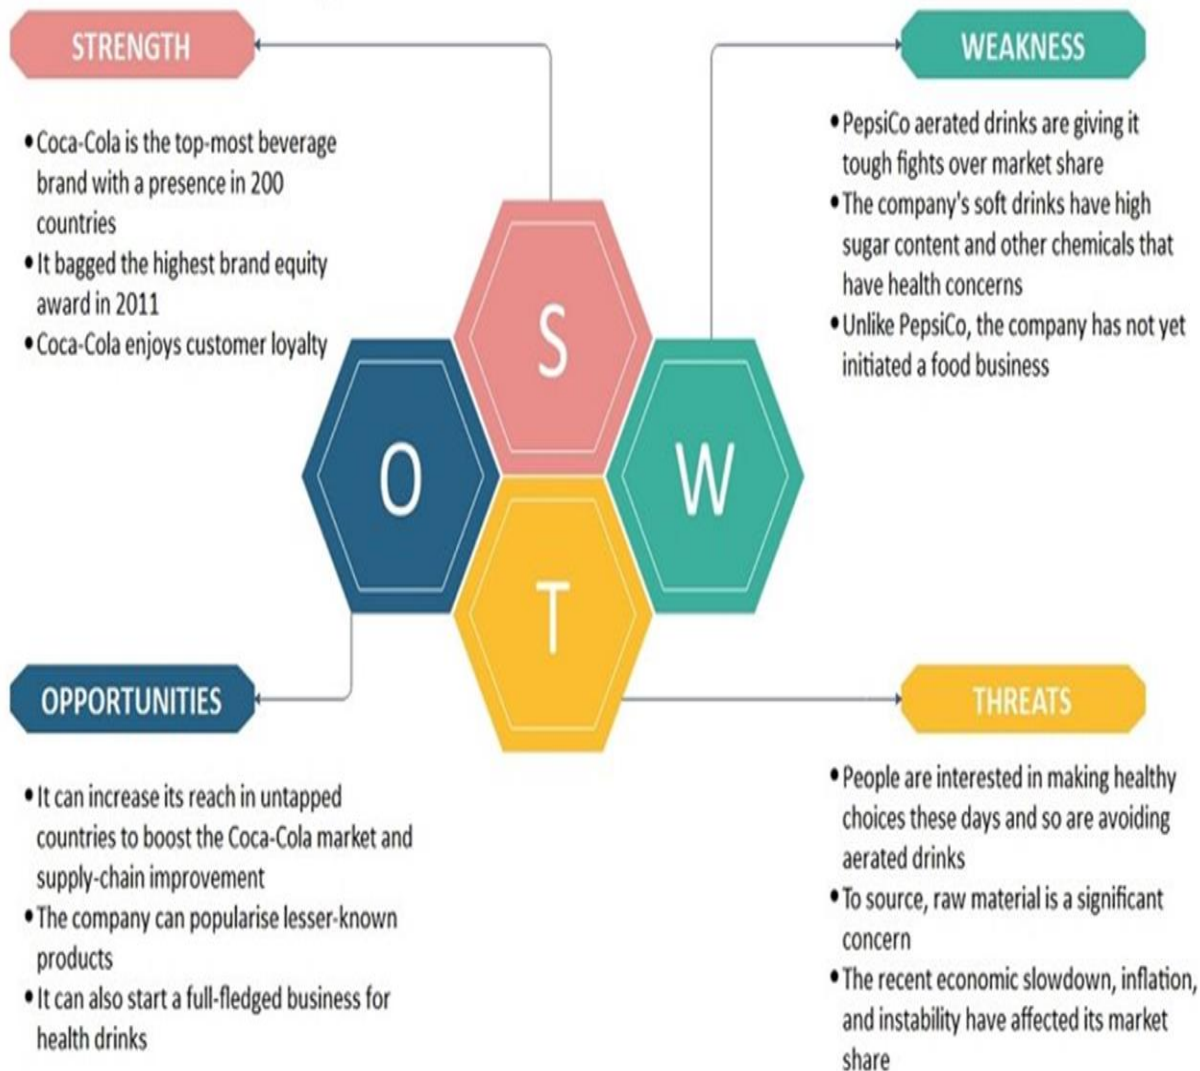 STRENGTH
• Coca-Cola is the top-most beverage
brand with a presence in 200
countries
• It bagged the highest brand equity
award in 2011
• Coca-Cola enjoys customer loyalty
WEAKNESS
• PepsiCo aerated drinks are giving it
tough fights over market share
• The company's soft drinks have high
sugar content and other chemicals that
have health concerns
• Unlike PepsiCo, the company has not yet
initiated a food business
S
O
W
T
OPPORTUNITIES
• It can increase its reach in untapped
countries to boost the Coca-Cola market and
supply-chain improvement
• The company can popularise lesser-known
products
• It can also start a full-fledged business for
health drinks
THREATS
• People are interested in making healthy
choices these days and so are avoiding
aerated drinks
• To source, raw material is a significant
concern
• The recent economic slowdown, inflation,
and instability have affected its market
share